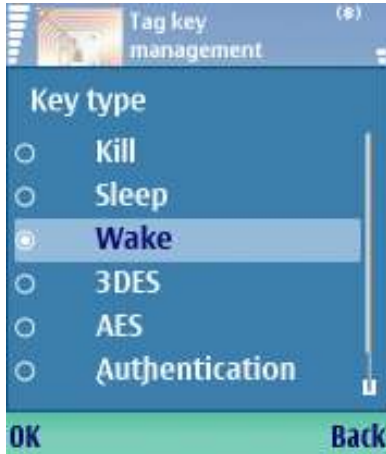 Tag key
management
Key type
Kill
Sleep
Wake
3DES
AES
Authentication
OK
Back